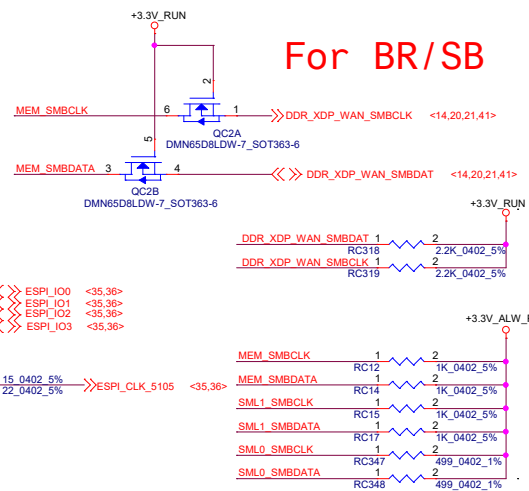 +3.3V_RUN
For BR/SB
2
MEM_SMBCLK 6 1 DDR_XDP_WAN_SMBCLK <14,20,21,41>
QC2A
DMN65D8LDW-7_SOT363-6
5
MEM_SMBDATA 3 4 DDR_XDP_WAN_SMBDAT <14,20,21,41>
QC2B
DMN65D8LDW-7_SOT363-6
+3.3V_RUN
DDR_XDP_WAN_SMBDAT 1 2
RC318 2.2K_0402_5%
DDR_XDP_WAN_SMBCLK 1 2
RC319 2.2K_0402_5%
ESPI_IO0 <35,36>
ESPI_IO1 <35,36>
ESPI_IO2 <35,36>
ESPI_IO3 <35,36>
+3.3V_ALW_
15_0402_5%
22_0402_5%
ESPI_CLK_5105 <35,36>
MEM_SMBCLK 1 2
RC12 1K_0402_5%
MEM_SMBDATA 1 2
RC14 1K_0402_5%
SML1_SMBCLK 1 2
RC15 1K_0402_5%
SML1_SMBDATA 1 2
RC17 1K_0402_5%
SML0_SMBCLK 1 2
RC347 499_0402_1%
SML0_SMBDATA 1 2
RC348 499_0402_1%